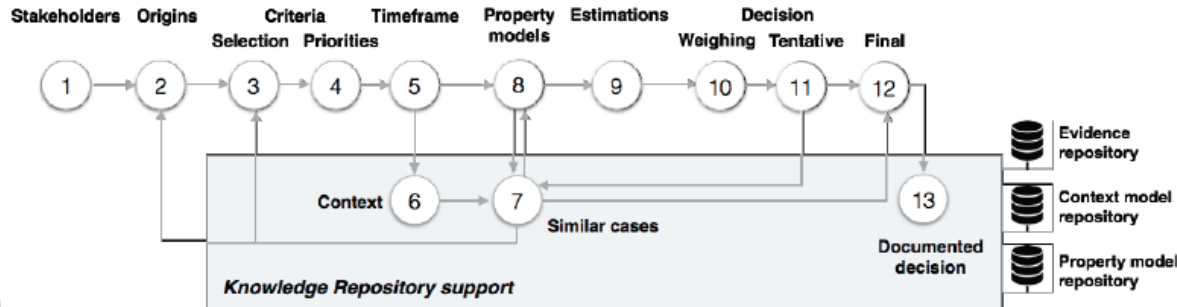 Stakeholders Origins Criteria Timeframe Property models Estimations Decision
Selection Priorities Weighing Tentative Final
1 2 3 4 5 8 9 10 11 12
Evidence
repository
Context 6 7 13
Similar cases
Context model
repository
Documented
decision
Property model
repository
Knowledge Repository support